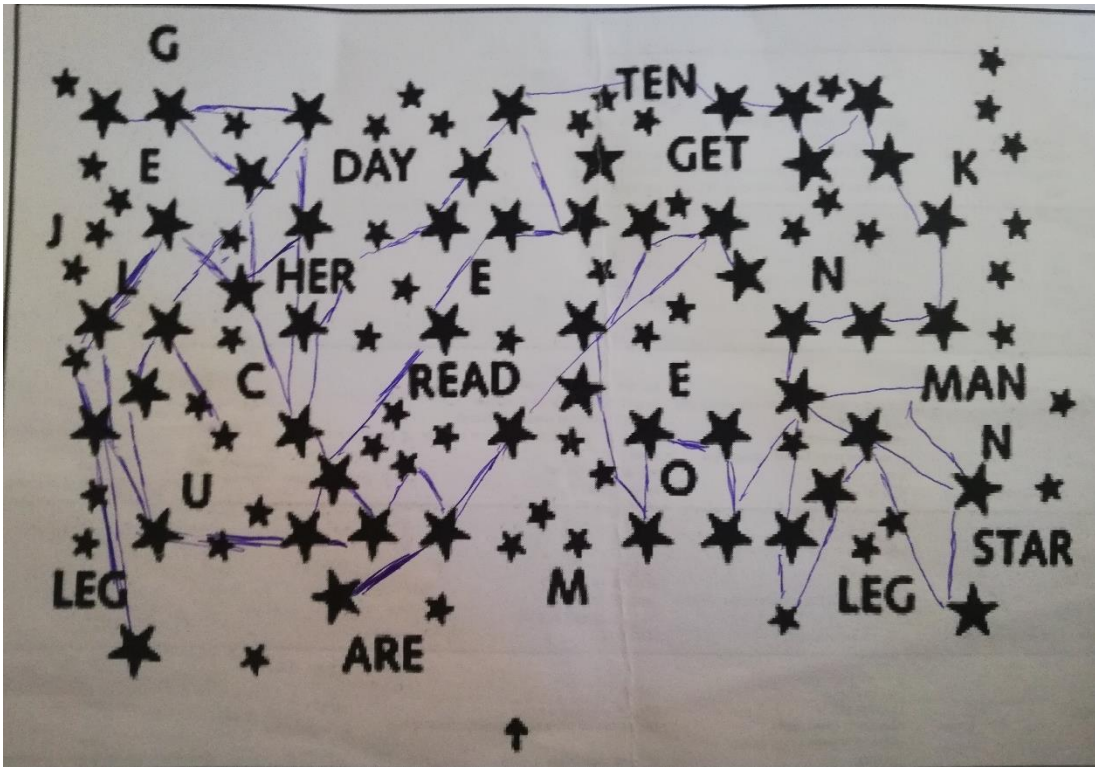 G
TEN
E DAY GET K
J
L HER E N
C READ E MAN
N
U O
STAR
LEG M LEG
ARE